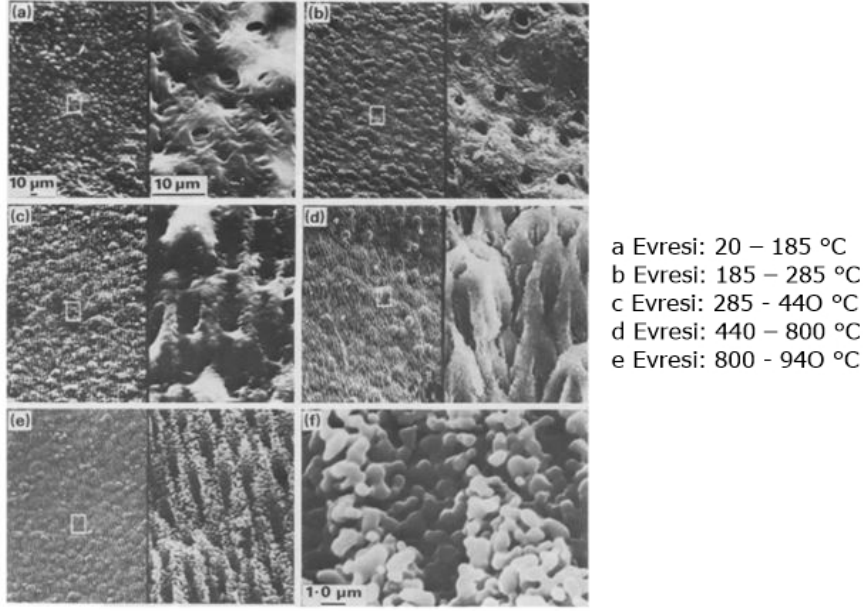 (a)
(b)
10 µm
10 µm
(c)
(d)
a Evresi: 20 – 185 °C
b Evresi: 185 – 285 °C
c Evresi: 285 - 44O °C
d Evresi: 440 – 800 °C
e Evresi: 800 - 94O °C
(e)
(f)
1·0 µm